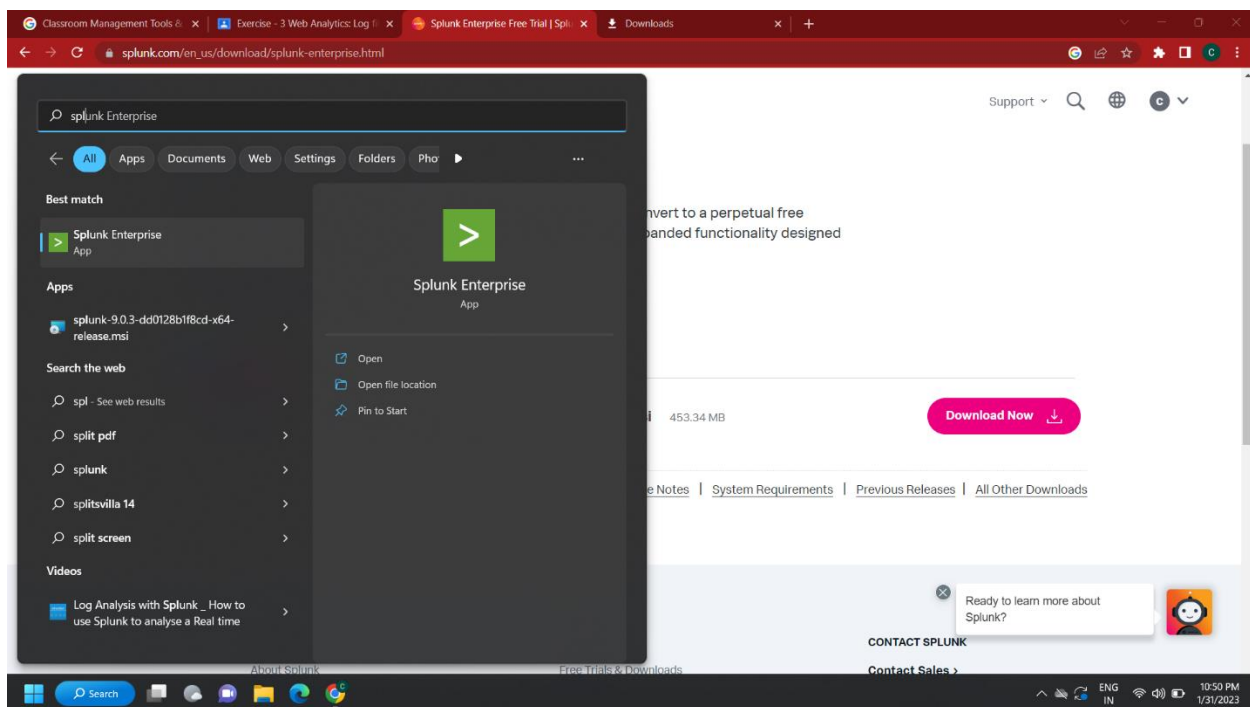 Classroom Management Tools &
Exercise - 3 Web Analytics: Log fi
Splunk Enterprise Free Trial | Splu
Downloads
splunk.com/en_us/download/splunk-enterprise.html
C
splunk Enterprise
All Apps Documents Web Settings Folders Pho
Best match
Splunk Enterprise
App
Apps
splunk-9.0.3-dd0128b1f8cd-x64-
release.msi
Search the web
spl - See web results
split pdf
splunk
splitsvilla 14
split screen
Videos
Log Analysis with Splunk _ How to
use Splunk to analyse a Real time
Splunk Enterprise
App
Open
Open file location
Pin to Start
Support
C
nvert to a perpetual free
panded functionality designed
i 453.34 MB
Download Now
e Notes | System Requirements | Previous Releases | All Other Downloads
Ready to learn more about
Splunk?
CONTACT SPLUNK
About Splunk
Free Trials & Downloads
Contact Sales >
Search
ENG
IN
10:50 PM
1/31/2023